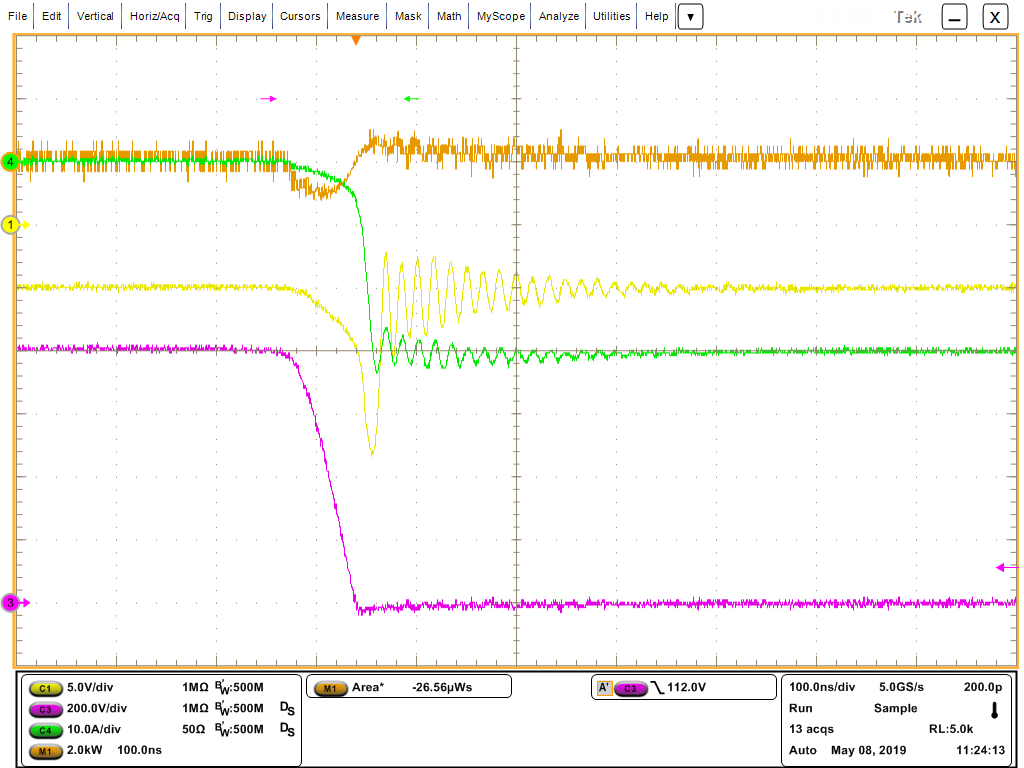 File Edit Vertical Horiz/Acq Trig Display Cursors Measure Mask Math MyScope Analyze Utilities Help ▼ Tek X
4
1
3
C1 5.0V/div 1MΩ BW:500M
C3 200.0V/div 1MΩ BW:500M DS
C4 10.0A/div 50Ω BW:500M DS
M1 2.0kW 100.0ns
M1 Area* -26.56µWs
A' C3 112.0V
100.0ns/div 5.0GS/s 200.0p
Run Sample
13 acqs RL:5.0k
Auto May 08, 2019 11:24:13